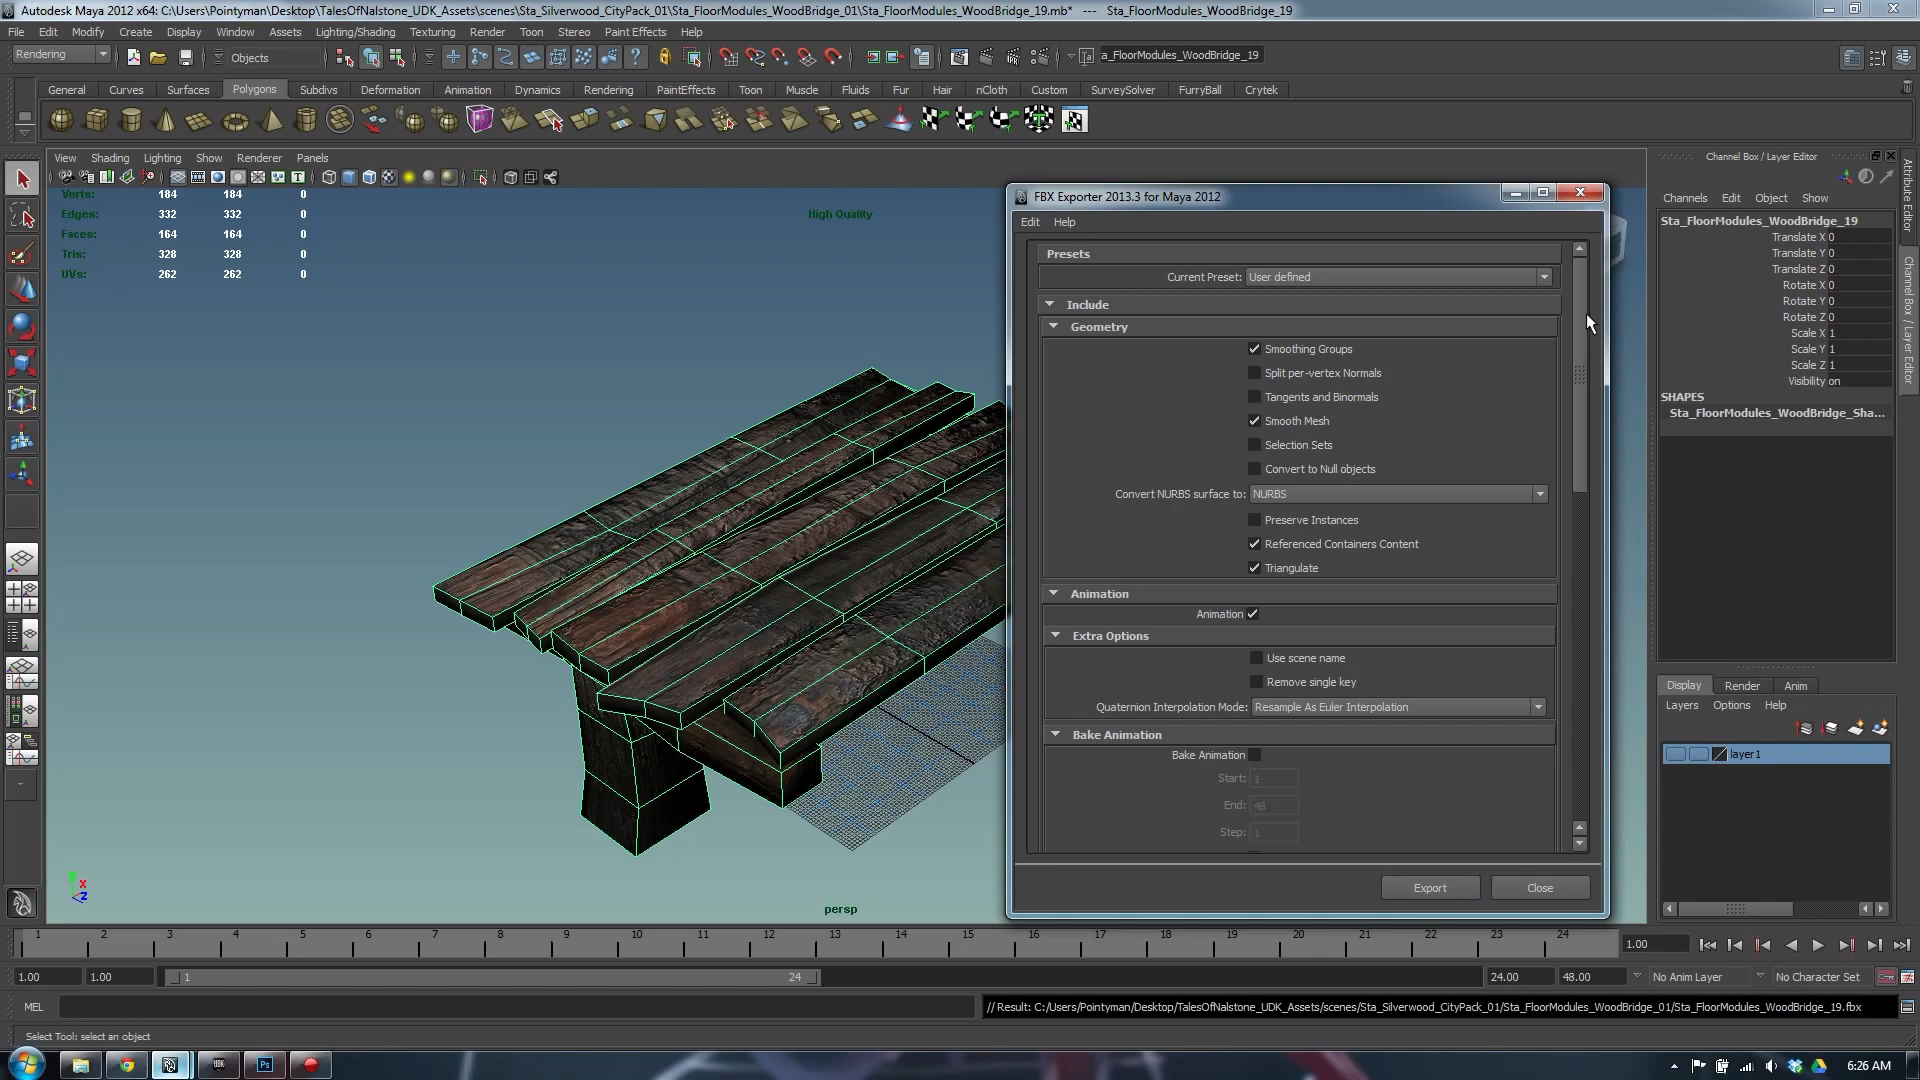 Autodesk Maya 2012 x64: C:\Users\Pointyman\Desktop\TalesOfNalstone_UDK_Assets\scenes\Sta_Silverwood_CityPack_01\Sta_FloorModules_WoodBridge_01\Sta_FloorModules_WoodBridge_19.mb* --- Sta_FloorModules_WoodBridge_19
File Edit Modify Create Display Window Assets Lighting/Shading Texturing Render Toon Stereo Paint Effects Help
Rendering Objects a_FloorModules_WoodBridge_19
General Curves Surfaces Polygons Subdivs Deformation Animation Dynamics Rendering PaintEffects Toon Muscle Fluids Fur Hair nCloth Custom SurveySolver FurryBall Crytek
View Shading Lighting Show Renderer Panels
Verts: 184 184 0
Edges: 332 332 0
Faces: 164 164 0
Tris: 328 328 0
UVs: 262 262 0
High Quality
persp
FBX Exporter 2013.3 for Maya 2012
Edit Help
Presets
Current Preset: User defined
Include
Geometry
Smoothing Groups
Split per-vertex Normals
Tangents and Binormals
Smooth Mesh
Selection Sets
Convert to Null objects
Convert NURBS surface to: NURBS
Preserve Instances
Referenced Containers Content
Triangulate
Animation
Animation
Extra Options
Use scene name
Remove single key
Quaternion Interpolation Mode: Resample As Euler Interpolation
Bake Animation
Bake Animation
Start: 1
End: 48
Step: 1
Export Close
Channel Box / Layer Editor
Channels Edit Object Show
Sta_FloorModules_WoodBridge_19
Translate X 0
Translate Y 0
Translate Z 0
Rotate X 0
Rotate Y 0
Rotate Z 0
Scale X 1
Scale Y 1
Scale Z 1
Visibility on
SHAPES
Sta_FloorModules_WoodBridge_Sha...
Attribute Editor
Channel Box / Layer Editor
Display Render Anim
Layers Options Help
layer1
1 2 3 4 5 6 7 8 9 10 11 12 13 14 15 16 17 18 19 20 21 22 23 24 1.00
1.00 1.00 1 24 24.00 48.00 No Anim Layer No Character Set
MEL // Result: C:/Users/Pointyman/Desktop/TalesOfNalstone_UDK_Assets/scenes/Sta_Silverwood_CityPack_01/Sta_FloorModules_WoodBridge_01/Sta_FloorModules_WoodBridge_19.fbx
Select Tool: select an object
6:26 AM